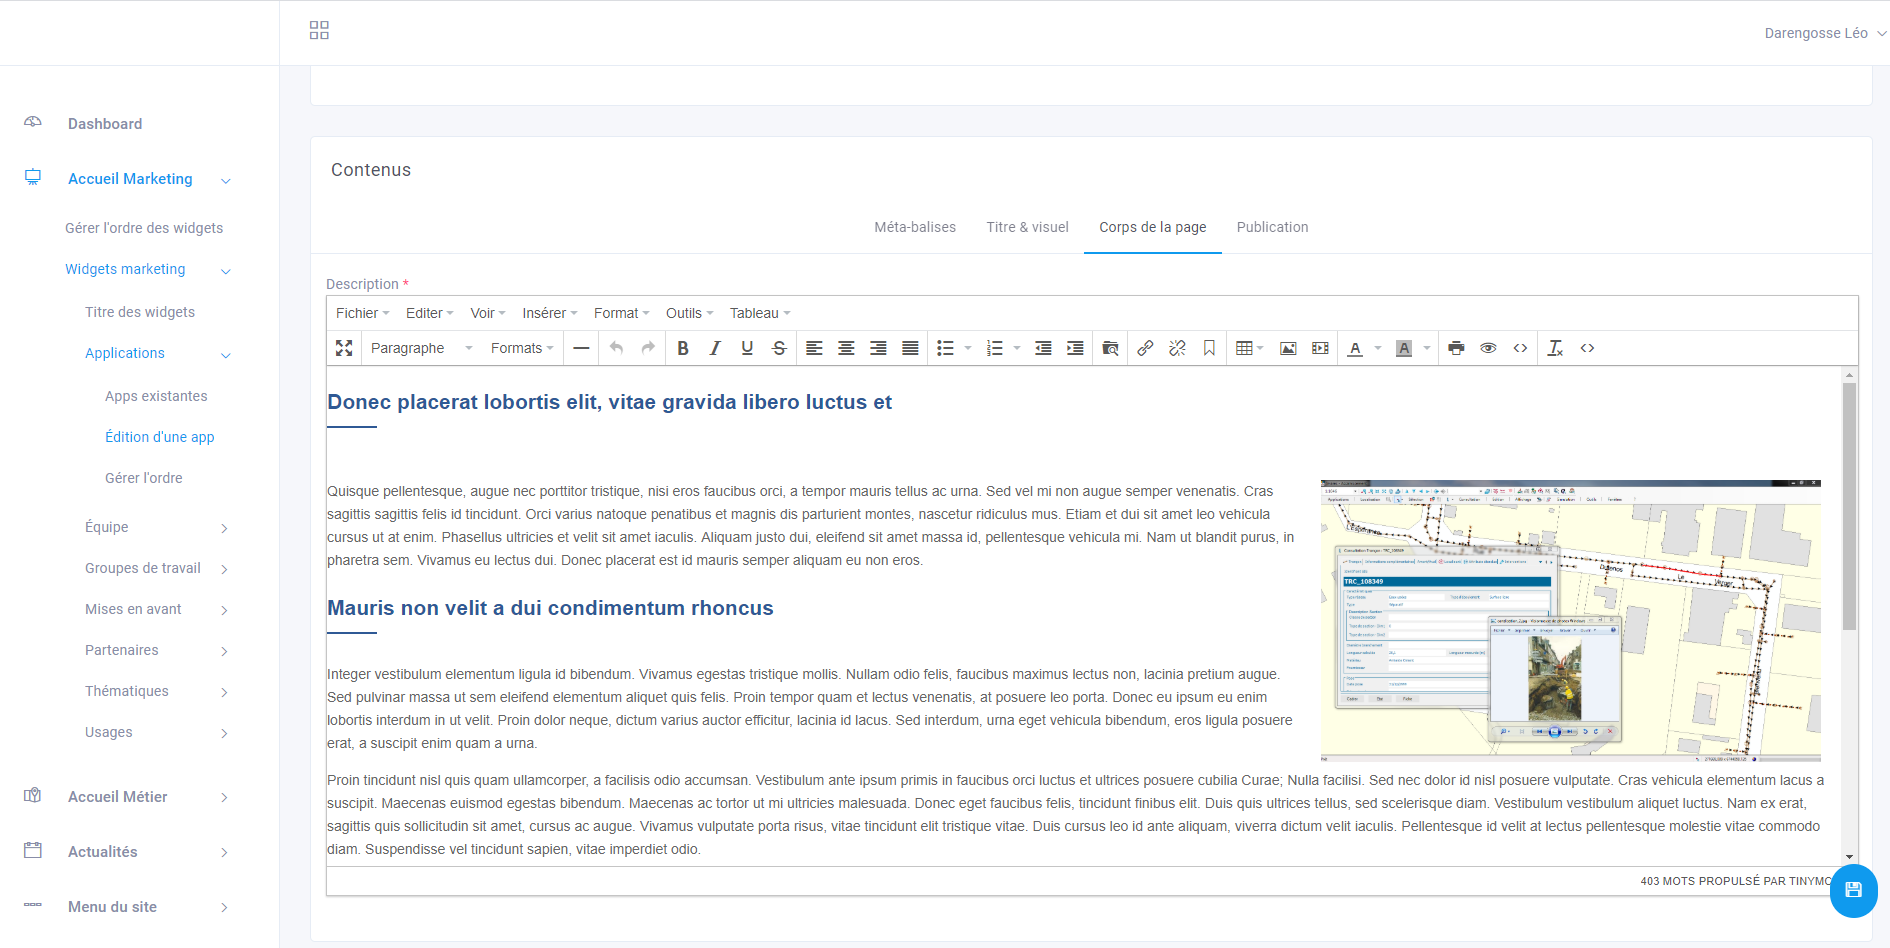 Darengosse Léo
Dashboard
Accueil Marketing
Gérer l'ordre des widgets
Widgets marketing
Titre des widgets
Applications
Apps existantes
Édition d'une app
Gérer l'ordre
Équipe
Groupes de travail
Mises en avant
Partenaires
Thématiques
Usages
Accueil Métier
Actualités
Menu du site
Contenus
Méta-balises Titre & visuel Corps de la page Publication
Description *
Fichier Editer Voir Insérer Format Outils Tableau
Paragraphe Formats
Donec placerat lobortis elit, vitae gravida libero luctus et
Quisque pellentesque, augue nec porttitor tristique, nisi eros faucibus orci, a tempor mauris tellus ac urna. Sed vel mi non augue semper venenatis. Cras
sagittis sagittis felis id tincidunt. Orci varius natoque penatibus et magnis dis parturient montes, nascetur ridiculus mus. Etiam et dui sit amet leo vehicula
cursus ut at enim. Phasellus ultricies et velit sit amet iaculis. Aliquam justo dui, eleifend sit amet massa id, pellentesque vehicula mi. Nam ut blandit purus, in
pharetra sem. Vivamus eu lectus dui. Donec placerat est id mauris semper aliquam eu non eros.
Mauris non velit a dui condimentum rhoncus
Integer vestibulum elementum ligula id bibendum. Vivamus egestas tristique mollis. Nullam odio felis, faucibus maximus lectus non, lacinia pretium augue.
Sed pulvinar massa ut sem eleifend elementum aliquet quis felis. Proin tempor quam et lectus venenatis, at posuere leo porta. Donec eu ipsum eu enim
lobortis interdum in ut velit. Proin dolor neque, dictum varius auctor efficitur, lacinia id lacus. Sed interdum, urna eget vehicula bibendum, eros ligula posuere
erat, a suscipit enim quam a urna.
TRC_108349
Proin tincidunt nisl quis quam ullamcorper, a facilisis odio accumsan. Vestibulum ante ipsum primis in faucibus orci luctus et ultrices posuere cubilia Curae; Nulla facilisi. Sed nec dolor id nisl posuere vulputate. Cras vehicula elementum lacus a
suscipit. Maecenas euismod egestas bibendum. Maecenas ac tortor ut mi ultricies malesuada. Donec eget faucibus felis, tincidunt finibus elit. Duis quis ultrices tellus, sed scelerisque diam. Vestibulum vestibulum aliquet luctus. Nam ex erat,
sagittis quis sollicitudin sit amet, cursus ac augue. Vivamus vulputate porta risus, vitae tincidunt elit tristique vitae. Duis cursus leo id ante aliquam, viverra dictum velit iaculis. Pellentesque id velit at lectus pellentesque molestie vitae commodo
diam. Suspendisse vel tincidunt sapien, vitae imperdiet odio.
403 MOTS PROPULSÉ PAR TINYMC